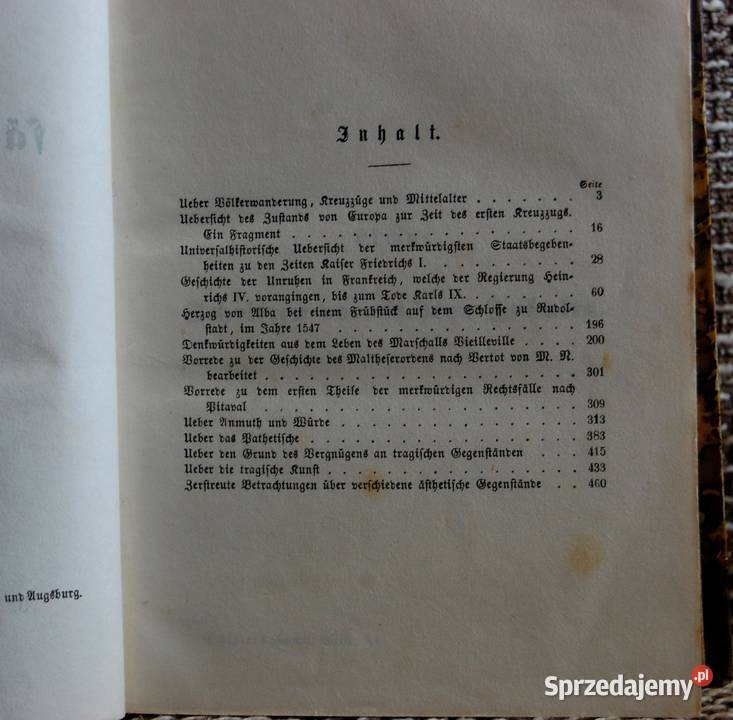 Inhalt.
Seite
Ueber Völkerwanderung, Kreuzzüge und Mittelalter . . . . . . . 3
Uebersicht des Zustands von Europa zur Zeit des ersten Kreuzzugs.
Ein Fragment . . . . . . . . . . . . . . . . 16
Universalhistorische Uebersicht der merkwürdigsten Staatsbegeben-
heiten zu den Zeiten Kaiser Friedrichs I. . . . . . . . . . 28
Geschichte der Unruhen in Frankreich, welche der Regierung Hein-
richs IV. vorangingen, bis zum Tode Karls IX. . . . . . . . 60
Herzog von Alba bei einem Frühstück auf dem Schlosse zu Rudol-
stadt, im Jahre 1547 . . . . . . . . . . . . . 196
Denkwürdigkeiten aus dem Leben des Marschalls Vieilleville . . . . 200
Vorrede zu der Geschichte des Maltheserordens nach Vertot von M. N.
bearbeitet . . . . . . . . . . . . . . . . . 301
Vorrede zu dem ersten Theile der merkwürdigen Rechtsfälle nach
Pitaval . . . . . . . . . . . . . . . . . 309
Ueber Anmuth und Würde . . . . . . . . . . . . . 313
Ueber das Pathetische . . . . . . . . . . . . . . 383
Ueber den Grund des Vergnügens an tragischen Gegenständen . . . . 415
Ueber die tragische Kunst . . . . . . . . . . . . . 433
Zerstreute Betrachtungen über verschiedene ästhetische Gegenstände . . 460
und Augsburg.
Sprzedajemy.pl